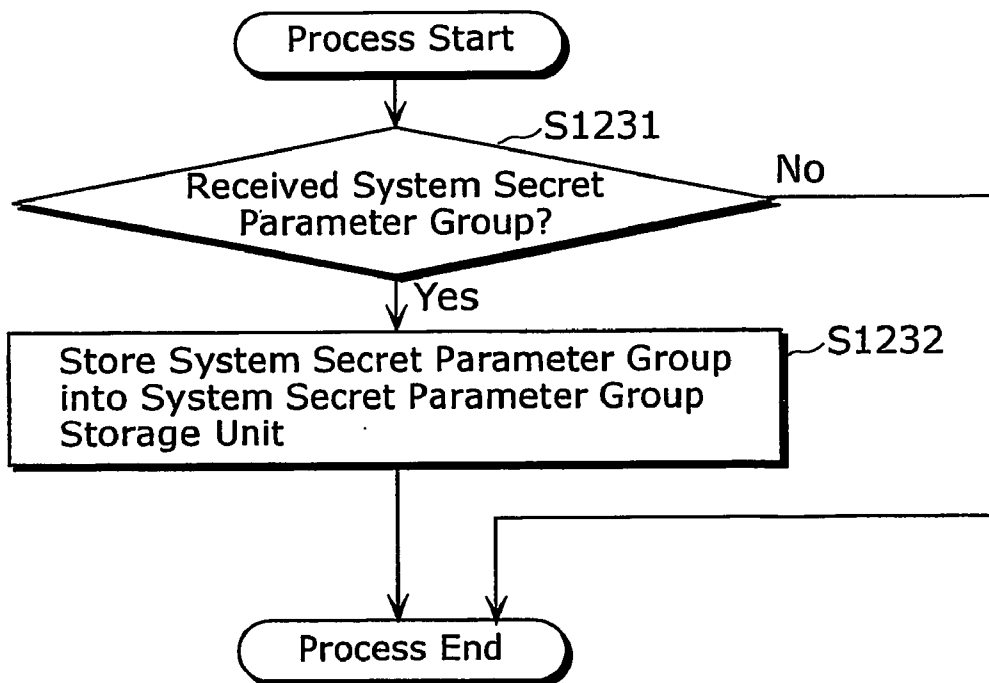 Process Start
S1231
Received System Secret
Parameter Group?
No
Yes
S1232
Store System Secret Parameter Group
into System Secret Parameter Group
Storage Unit
Process End